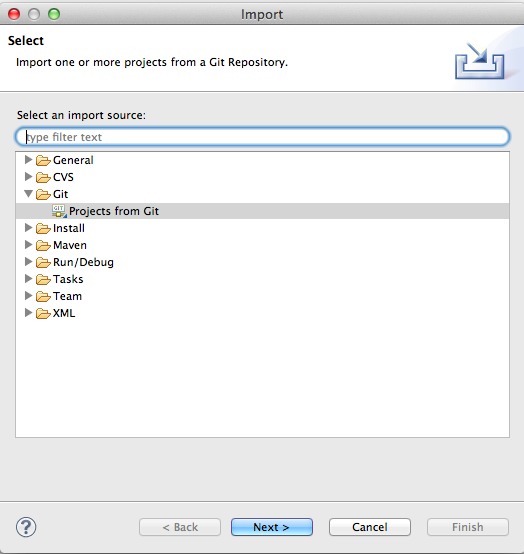 Import
Select
Import one or more projects from a Git Repository.
Select an import source:
type filter text
General
CVS
Git
GIT
Projects from Git
Install
Maven
Run/Debug
Tasks
Team
XML
?
< Back
Next >
Cancel
Finish